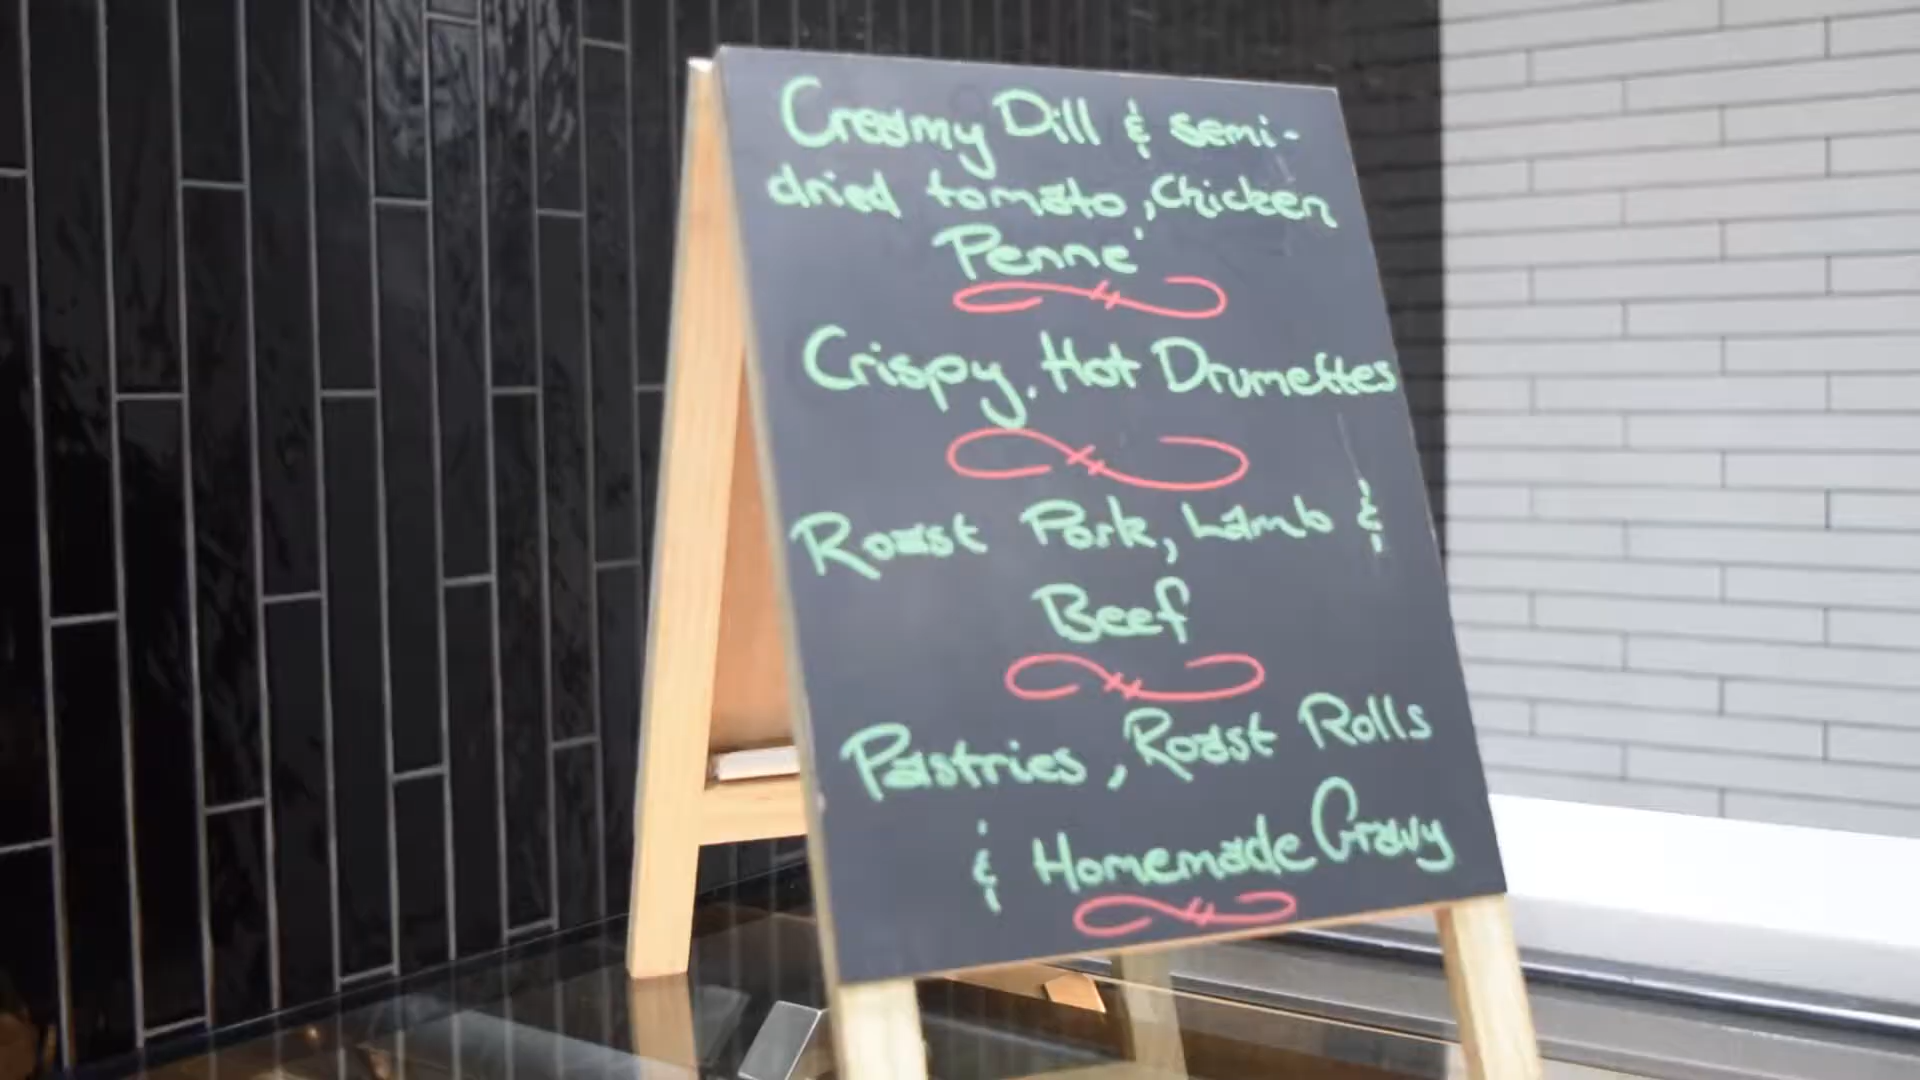 Creamy Dill & semi-
dried tomato, Chicken
Penne'
Crispy, Hot Drumettes
Roast Pork, Lamb &
Beef
Pastries, Roast Rolls
& Homemade Gravy